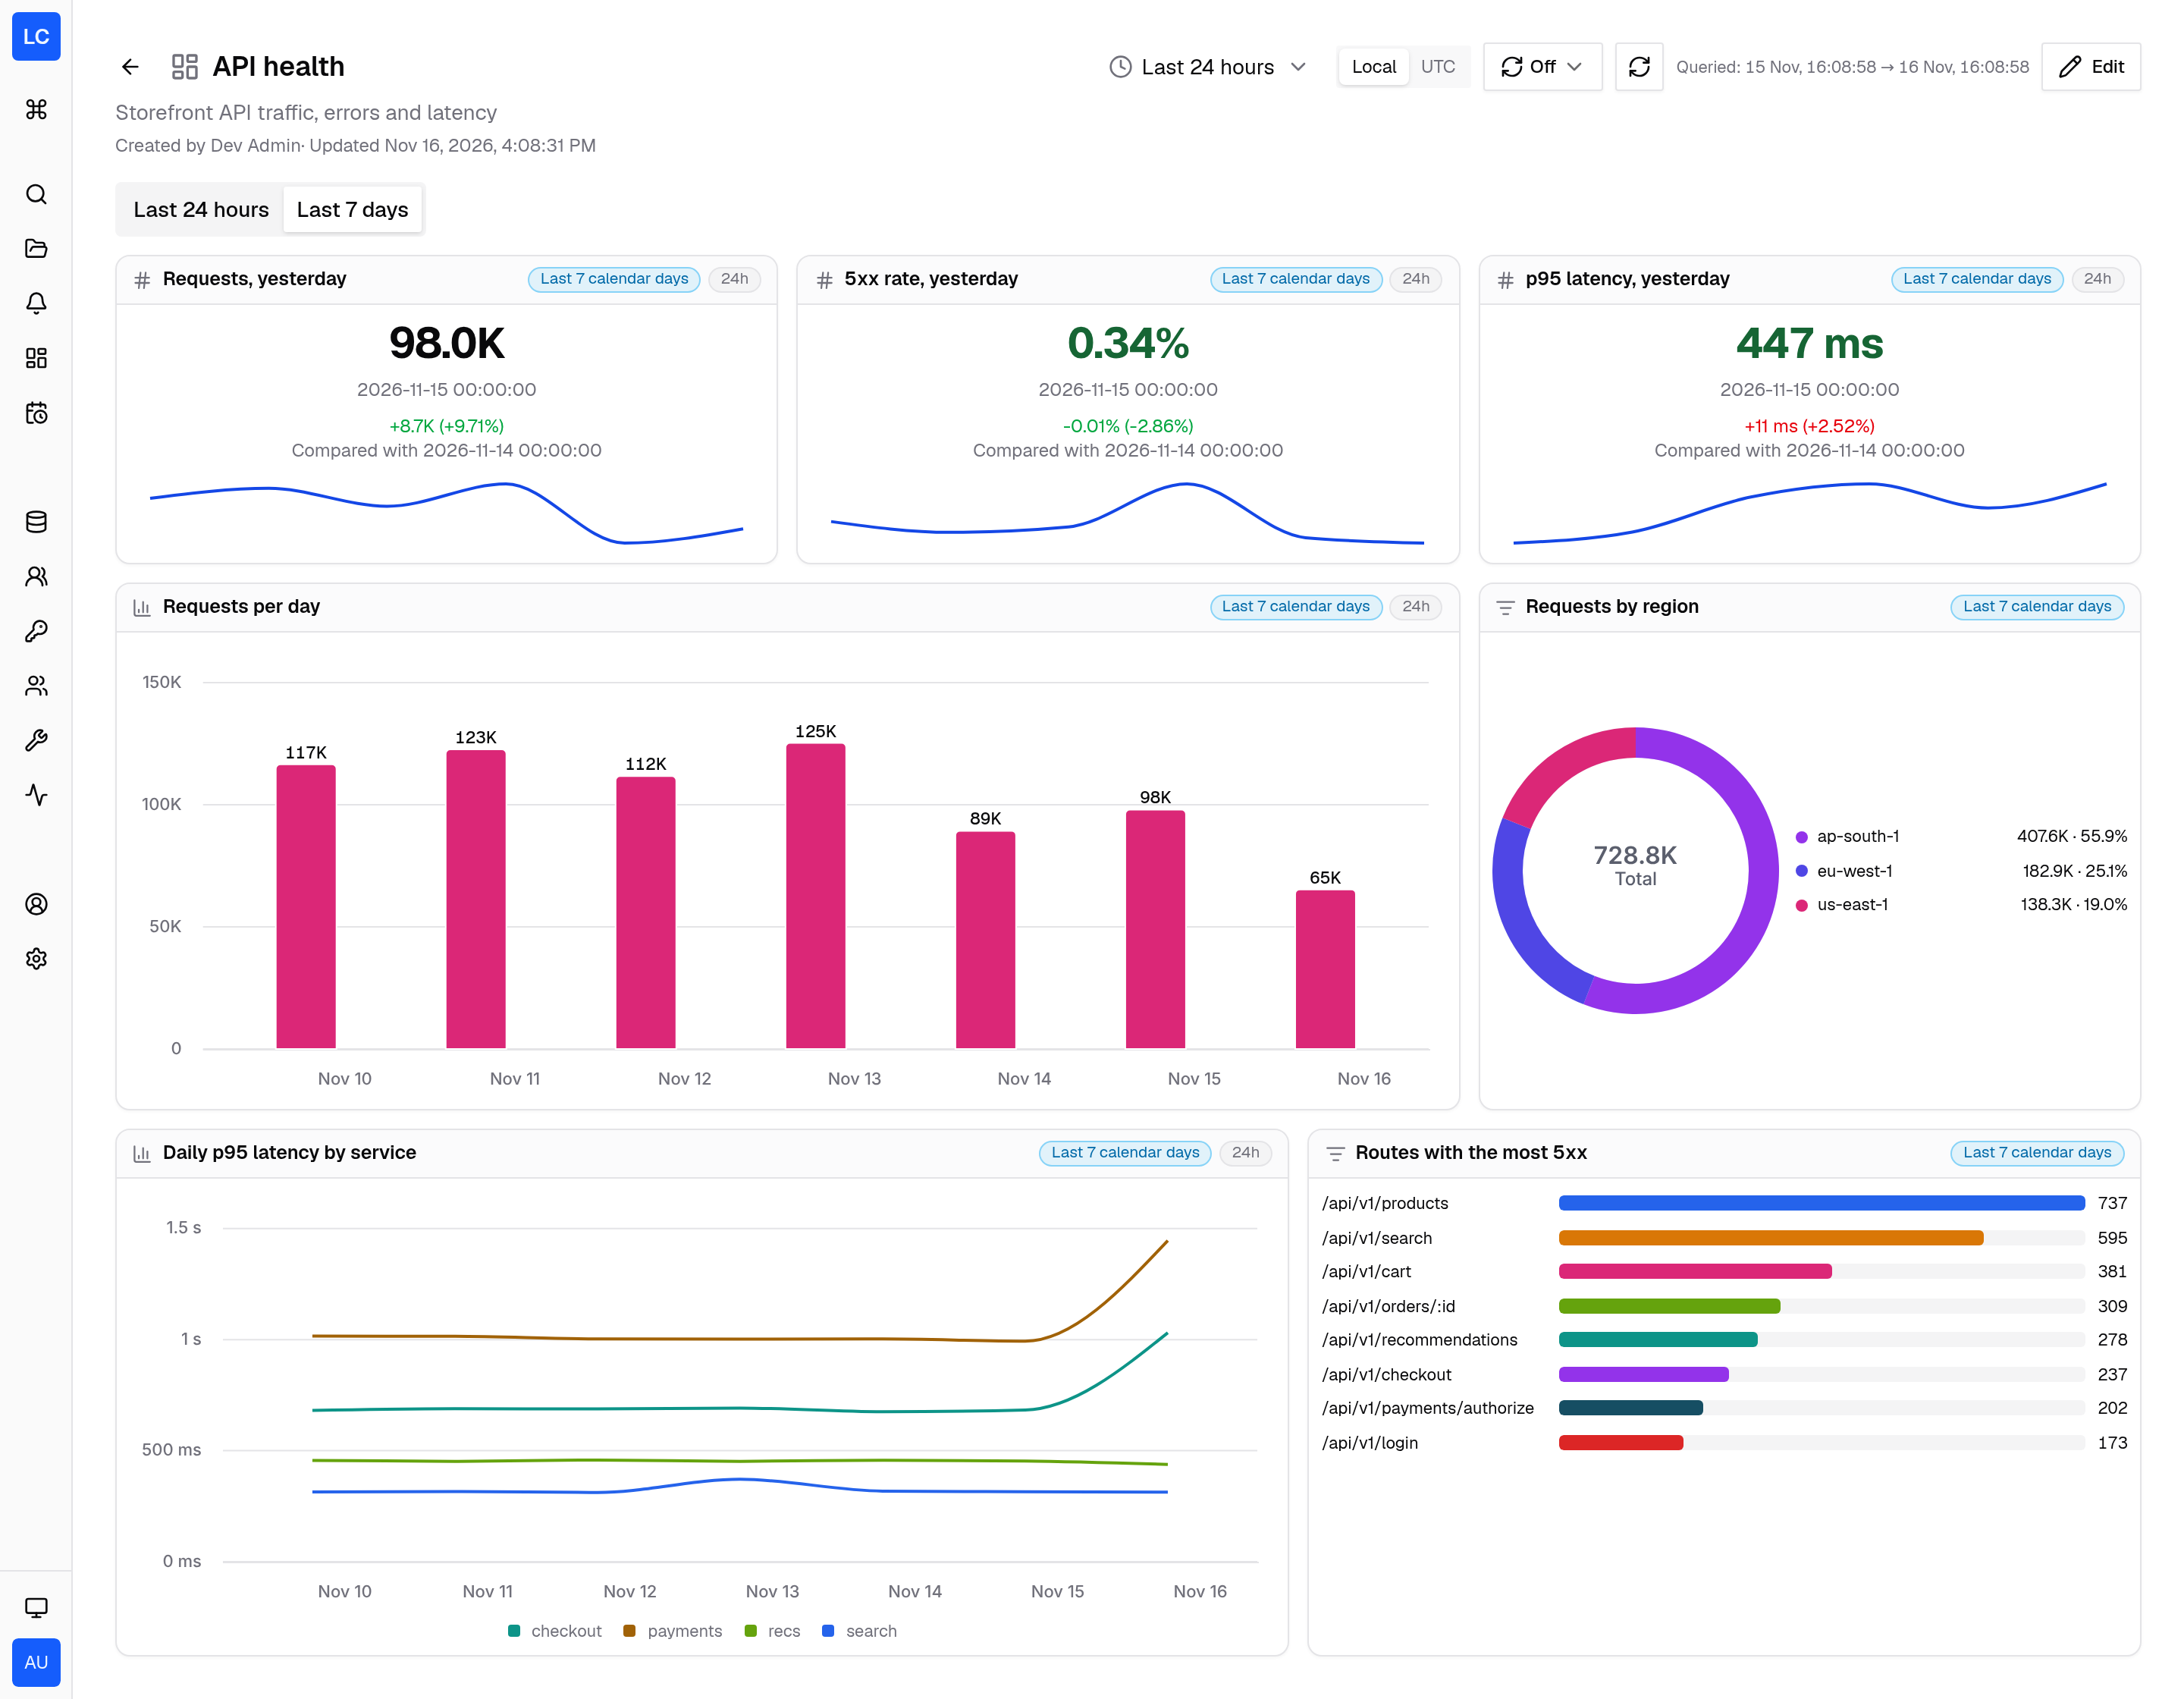 LC
API health
Last 24 hours
Local
UTC
Off
Queried: 15 Nov, 16:08:58 → 16 Nov, 16:08:58
Edit
Storefront API traffic, errors and latency
Created by Dev Admin· Updated Nov 16, 2026, 4:08:31 PM
Last 24 hours
Last 7 days
Requests, yesterday
Last 7 calendar days
24h
98.0K
2026-11-15 00:00:00
+8.7K (+9.71%)
Compared with 2026-11-14 00:00:00
5xx rate, yesterday
Last 7 calendar days
24h
0.34%
2026-11-15 00:00:00
-0.01% (-2.86%)
Compared with 2026-11-14 00:00:00
p95 latency, yesterday
Last 7 calendar days
24h
447 ms
2026-11-15 00:00:00
+11 ms (+2.52%)
Compared with 2026-11-14 00:00:00
Requests per day
Last 7 calendar days
24h
150K
100K
50K
0
117K
123K
112K
125K
89K
98K
65K
Nov 10
Nov 11
Nov 12
Nov 13
Nov 14
Nov 15
Nov 16
Requests by region
Last 7 calendar days
728.8K
Total
ap-south-1 407.6K · 55.9%
eu-west-1 182.9K · 25.1%
us-east-1 138.3K · 19.0%
Daily p95 latency by service
Last 7 calendar days
24h
1.5 s
1 s
500 ms
0 ms
Nov 10
Nov 11
Nov 12
Nov 13
Nov 14
Nov 15
Nov 16
checkout
payments
recs
search
Routes with the most 5xx
Last 7 calendar days
/api/v1/products 737
/api/v1/search 595
/api/v1/cart 381
/api/v1/orders/:id 309
/api/v1/recommendations 278
/api/v1/checkout 237
/api/v1/payments/authorize 202
/api/v1/login 173
AU